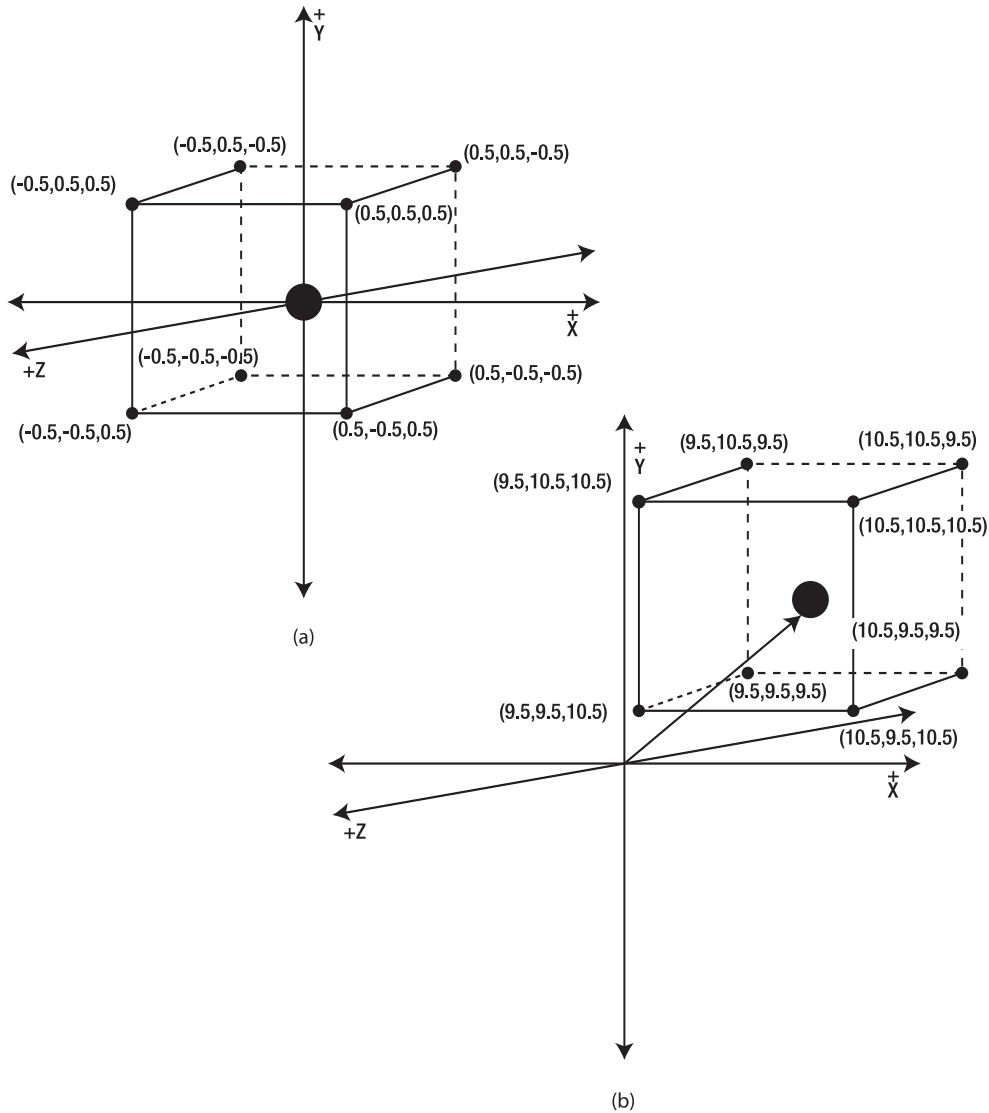 +
Y
(-0.5,0.5,-0.5)
(0.5,0.5,-0.5)
(-0.5,0.5,0.5)
(0.5,0.5,0.5)
+
X
+Z
(-0.5,-0.5,-0.5)
(0.5,-0.5,-0.5)
(-0.5,-0.5,0.5)
(0.5,-0.5,0.5)
(a)
+
Y
(9.5,10.5,9.5)
(10.5,10.5,9.5)
(9.5,10.5,10.5)
(10.5,10.5,10.5)
(10.5,9.5,9.5)
(9.5,9.5,9.5)
(9.5,9.5,10.5)
(10.5,9.5,10.5)
+
X
+Z
(b)